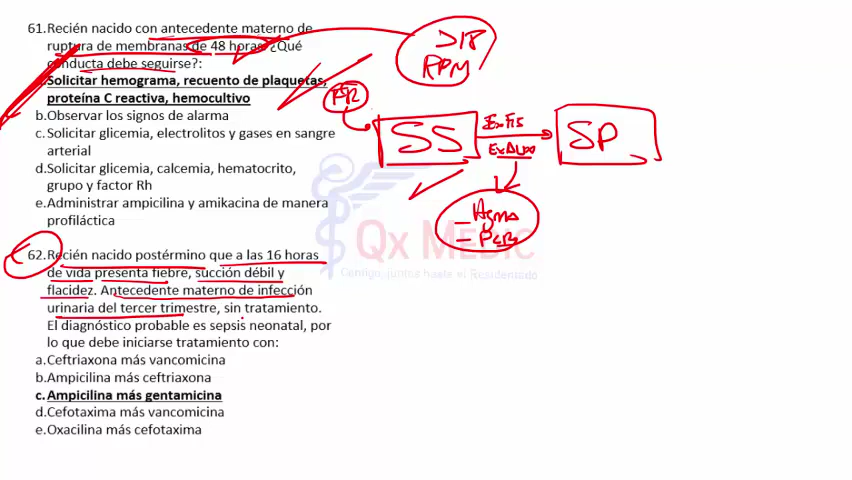 61.Recién nacido con antecedente materno de
ruptura de membranas de 48 horas ¿Qué
conducta debe seguirse?:
Solicitar hemograma, recuento de plaquetas,
proteína C reactiva, hemocultivo
b.Observar los signos de alarma
c. Solicitar glicemia, electrolitos y gases en sangre
arterial
d.Solicitar glicemia, calcemia, hematocrito,
grupo y factor Rh
e.Administrar ampicilina y amikacina de manera
profiláctica
>18
RPM
FR
SS
SP
Hgma
62.Recién nacido postérmino que a las 16 horas
de vida presenta fiebre, succión débil y
flacidez. Antecedente materno de infección
urinaria del tercer trimestre, sin tratamiento.
El diagnóstico probable es sepsis neonatal, por
lo que debe iniciarse tratamiento con:
a.Ceftriaxona más vancomicina
b.Ampicilina más ceftriaxona
c.Ampicilina más gentamicina
d.Cefotaxima más vancomicina
e.Oxacilina más cefotaxima
Qx MEDIC
Contigo, juntos hasta el Residentado